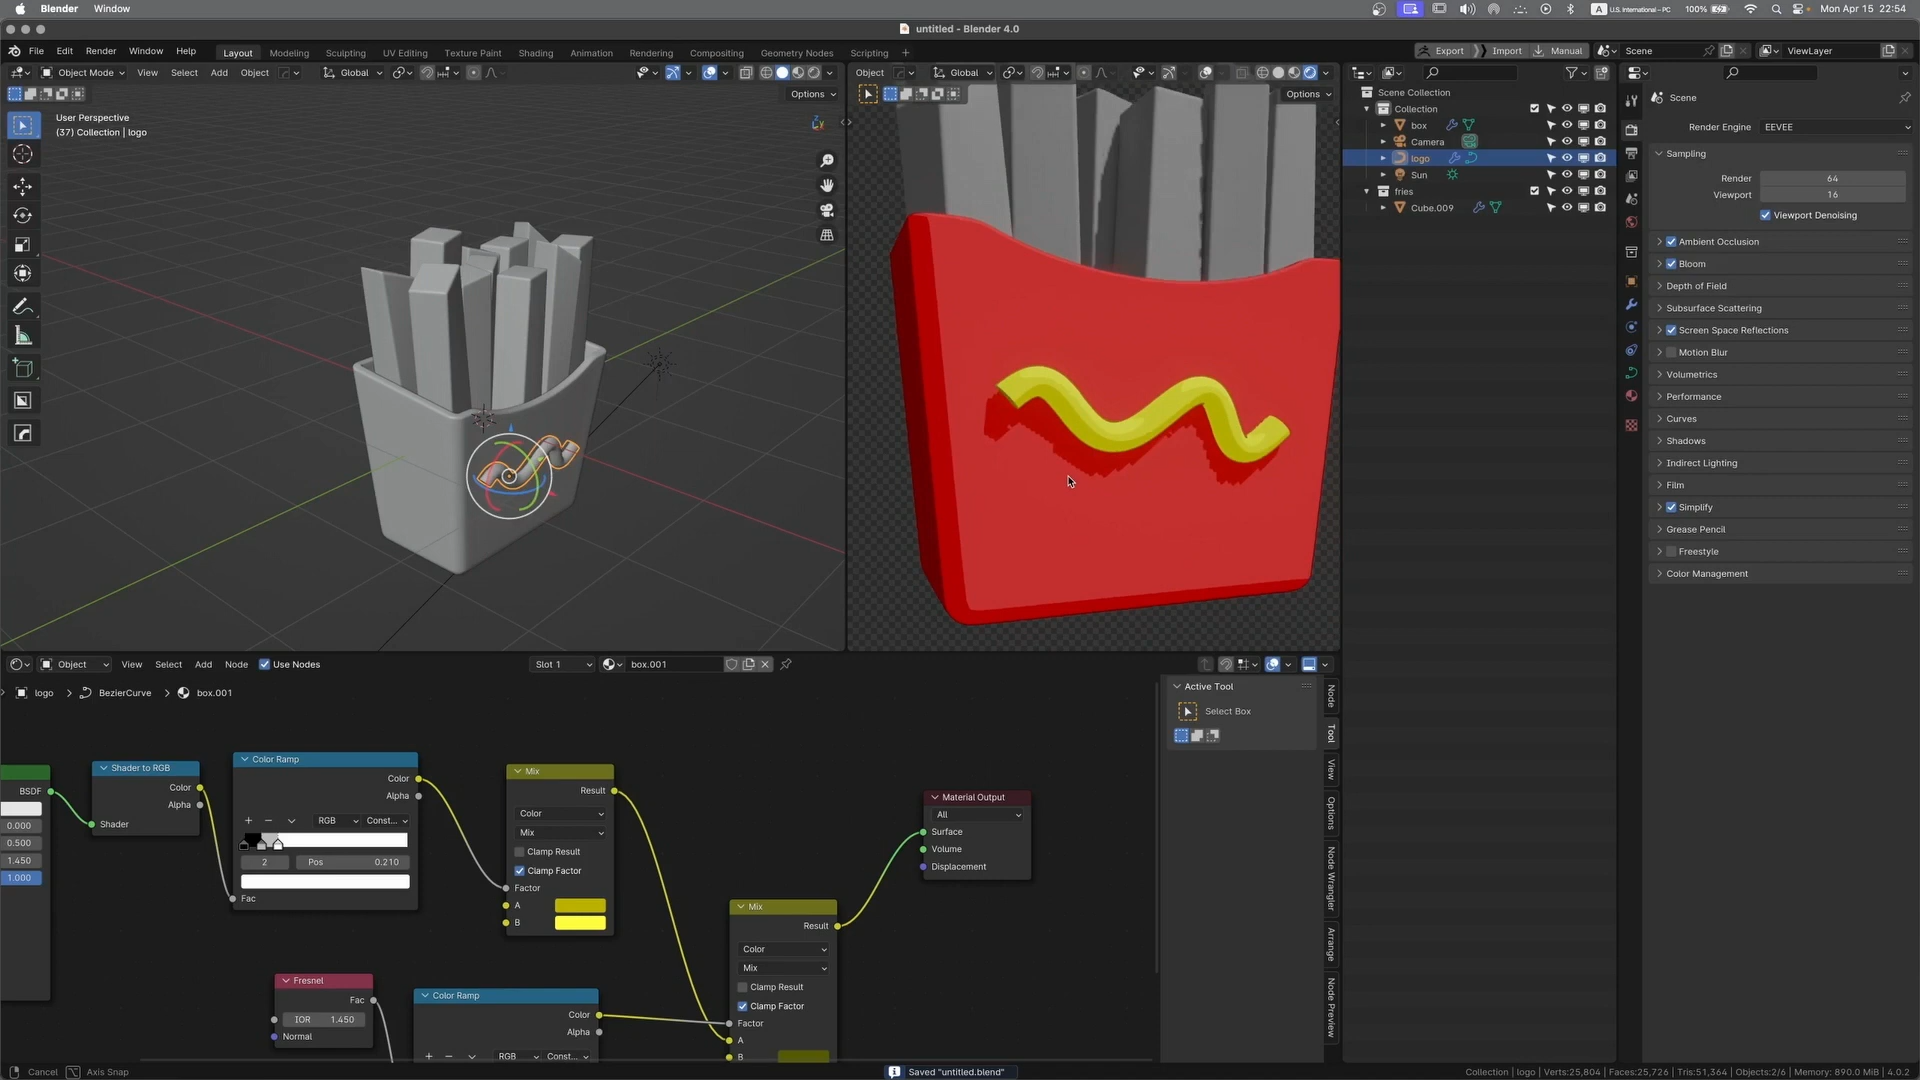 Blender Window
U.S. International – PC 100% Mon Apr 15 22:54
untitled - Blender 4.0
File Edit Render Window Help Layout Modeling Sculpting UV Editing Texture Paint Shading Animation Rendering Compositing Geometry Nodes Scripting + Export Import Manual Scene ViewLayer
Object Mode View Select Add Object Global
Object Global
Options
Options
User Perspective
(37) Collection | logo
Scene Collection
Collection
box
Camera
logo
Sun
fries
Cube.009
Scene
Render Engine EEVEE
Sampling
Render 64
Viewport 16
Viewport Denoising
Ambient Occlusion
Bloom
Depth of Field
Subsurface Scattering
Screen Space Reflections
Motion Blur
Volumetrics
Performance
Curves
Shadows
Indirect Lighting
Film
Simplify
Grease Pencil
Freestyle
Color Management
Object View Select Add Node Use Nodes Slot 1 box.001
logo > BezierCurve > box.001
BSDF
0.000
0.500
1.450
1.000
Shader to RGB
Color
Alpha
Shader
Color Ramp
Color
Alpha
RGB Const...
2 Pos 0.210
Fac
Mix
Result
Color
Mix
Clamp Result
Clamp Factor
Factor
A
B
Material Output
All
Surface
Volume
Displacement
Fresnel
Fac
IOR 1.450
Normal
Color Ramp
Color
Alpha
RGB Const...
Mix
Result
Color
Mix
Clamp Result
Clamp Factor
Factor
A
B
Active Tool
Select Box
Node
Tool
View
Options
Node Wrangler
Arrange
Node Preview
Cancel Axis Snap Saved "untitled.blend" Collection | logo | Verts:25,804 | Faces:25,726 | Tris:51,364 | Objects:2/6 | Memory: 890.0 MiB | 4.0.2